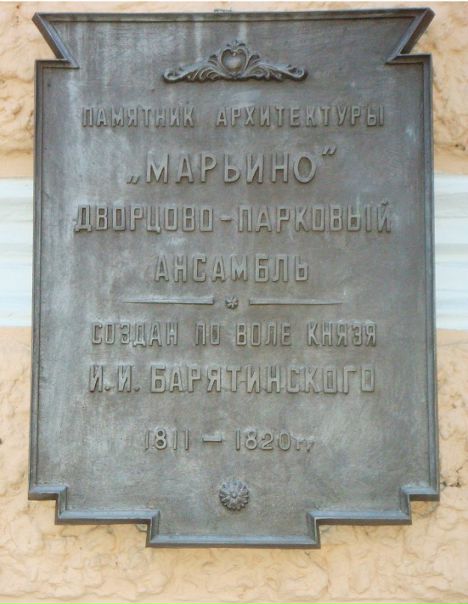 ПАМЯТНИК АРХИТЕКТУРЫ
„МАРЬИНО”
ДВОРЦОВО-ПАРКОВЫЙ
АНСАМБЛЬ
СОЗДАН ПО ВОЛЕ КНЯЗЯ
И. И. БАРЯТИНСКОГО
1811 – 1820гг